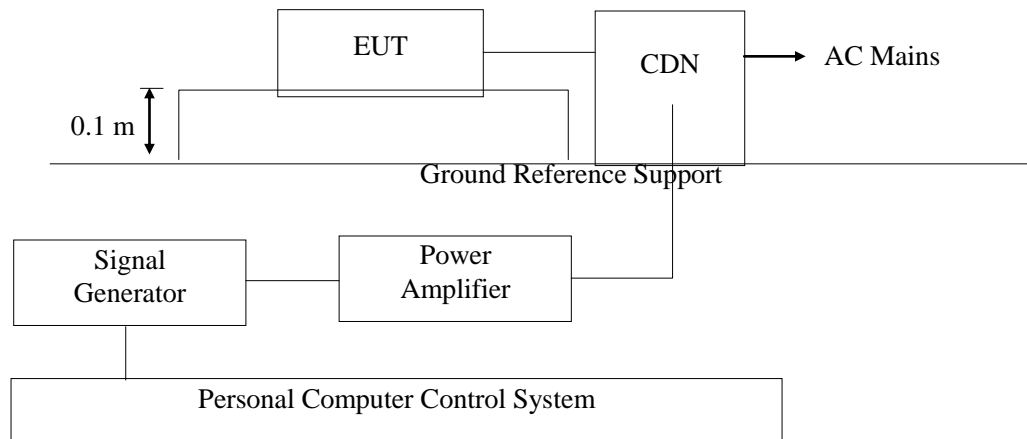 EUT
CDN
AC Mains
0.1 m
Ground Reference Support
Signal
Generator
Power
Amplifier
Personal Computer Control System